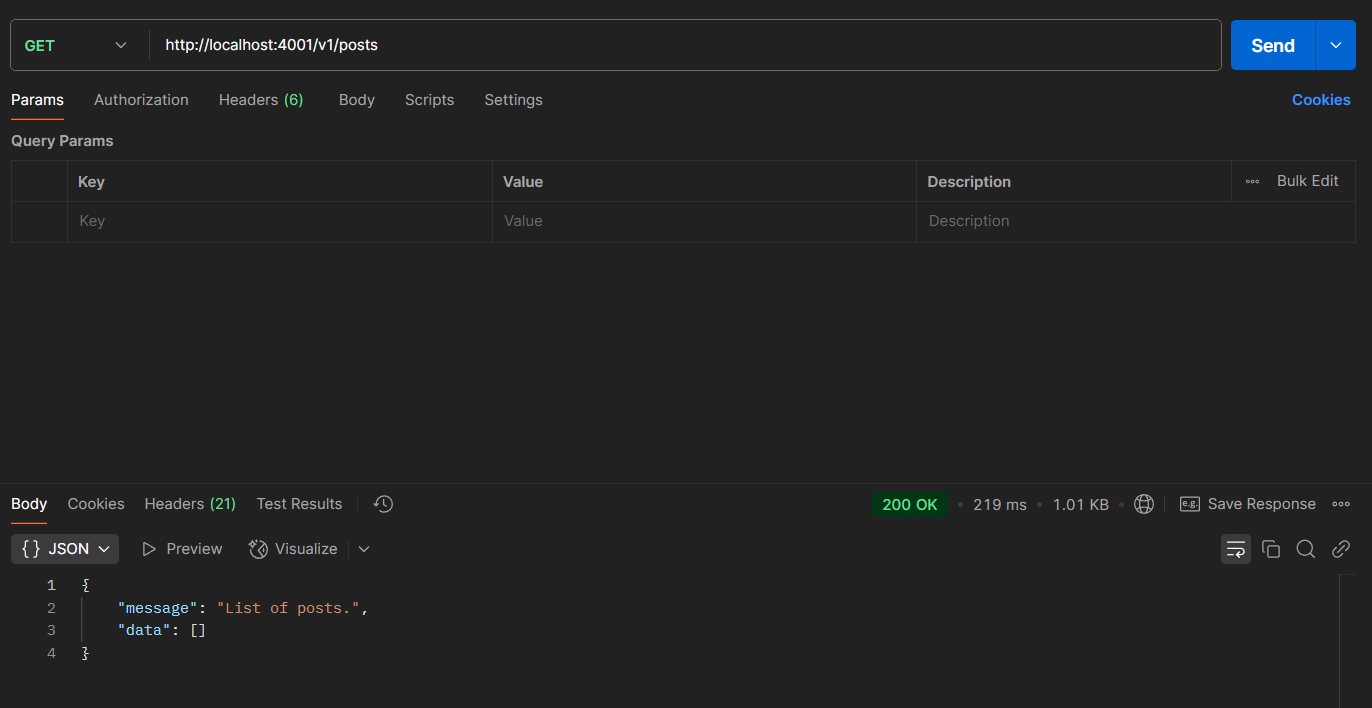 GET http://localhost:4001/v1/posts Send
Params Authorization Headers (6) Body Scripts Settings Cookies
Query Params
Key Value Description Bulk Edit
Key Value Description
Body Cookies Headers (21) Test Results 200 OK 219 ms 1.01 KB e.g. Save Response
{} JSON Preview Visualize
1 {
2 "message": "List of posts.",
3 "data": []
4 }